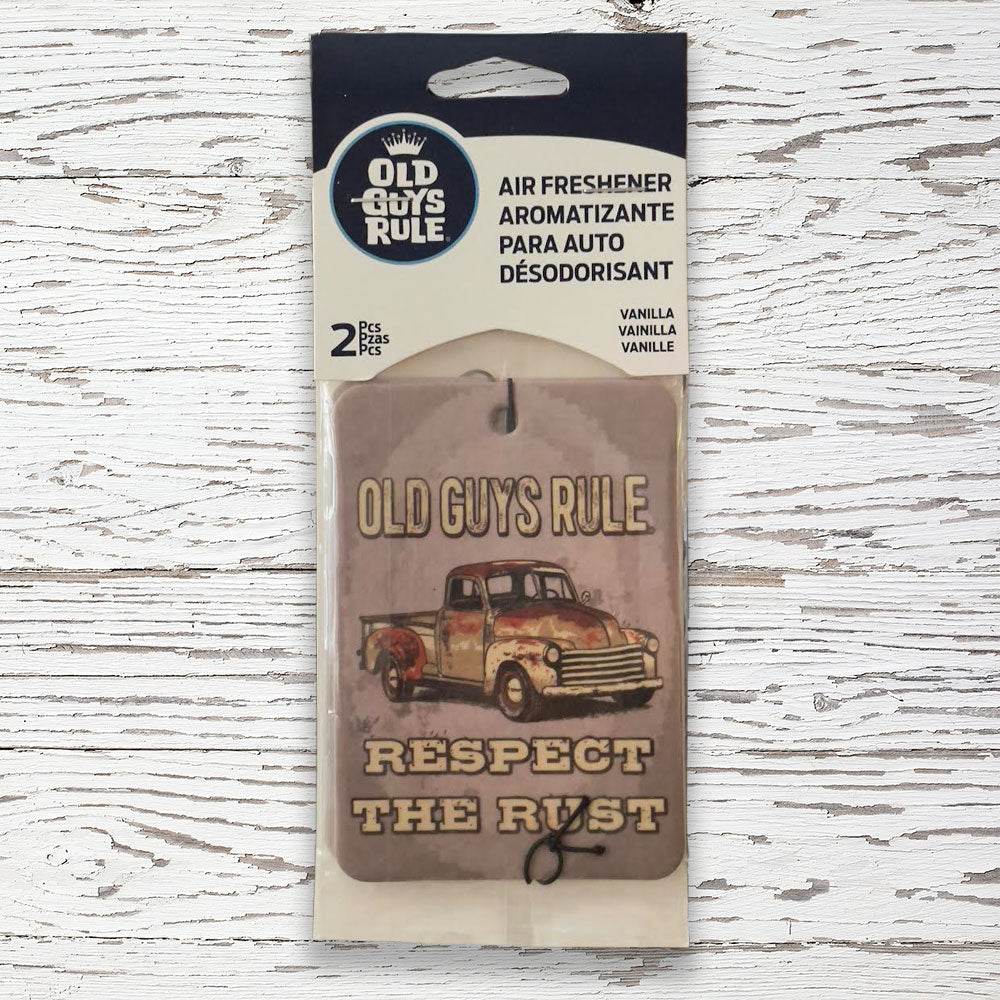 OLD
GUYS
RULE®
AIR FRESHENER
AROMATIZANTE
PARA AUTO
DÉSODORISANT
VANILLA
VAINILLA
VANILLE
2 Pcs
Pzas
Pcs
OLD GUYS RULE
RESPECT
THE RUST